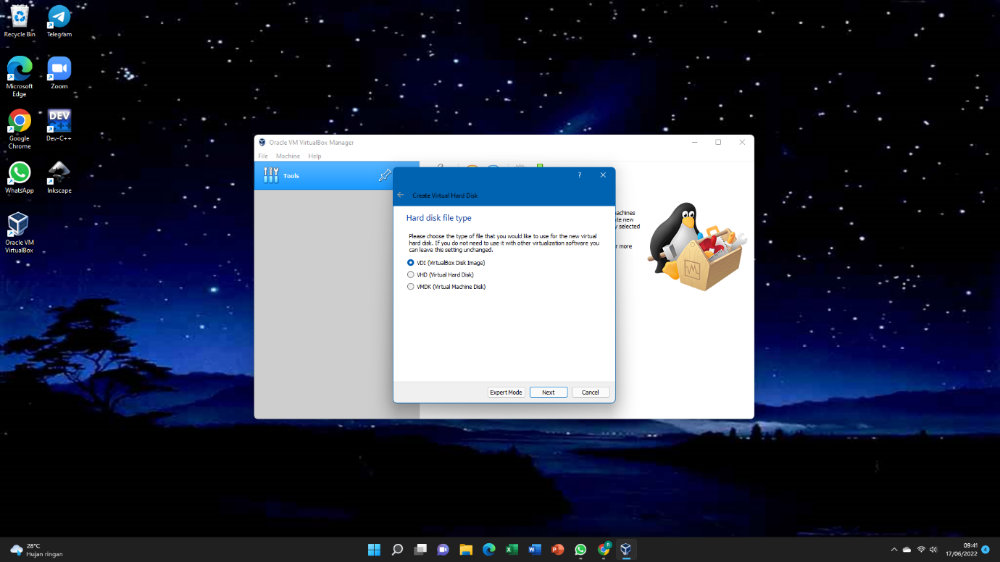 Recycle Bin
Telegram
Microsoft
Edge
Zoom
Google
Chrome
DEV
C++
Dev-C++
WhatsApp
Inkscape
Oracle VM
VirtualBox
Oracle VM VirtualBox Manager
File Machine Help
Tools
achines
te new
y selected
r more
?
Create Virtual Hard Disk
Hard disk file type
Please choose the type of file that you would like to use for the new virtual
hard disk. If you do not need to use it with other virtualization software you
can leave this setting unchanged.
VDI (VirtualBox Disk Image)
VHD (Virtual Hard Disk)
VMDK (Virtual Machine Disk)
Expert Mode Next Cancel
28°C
Hujan ringan
R
09:41
17/06/2022
4